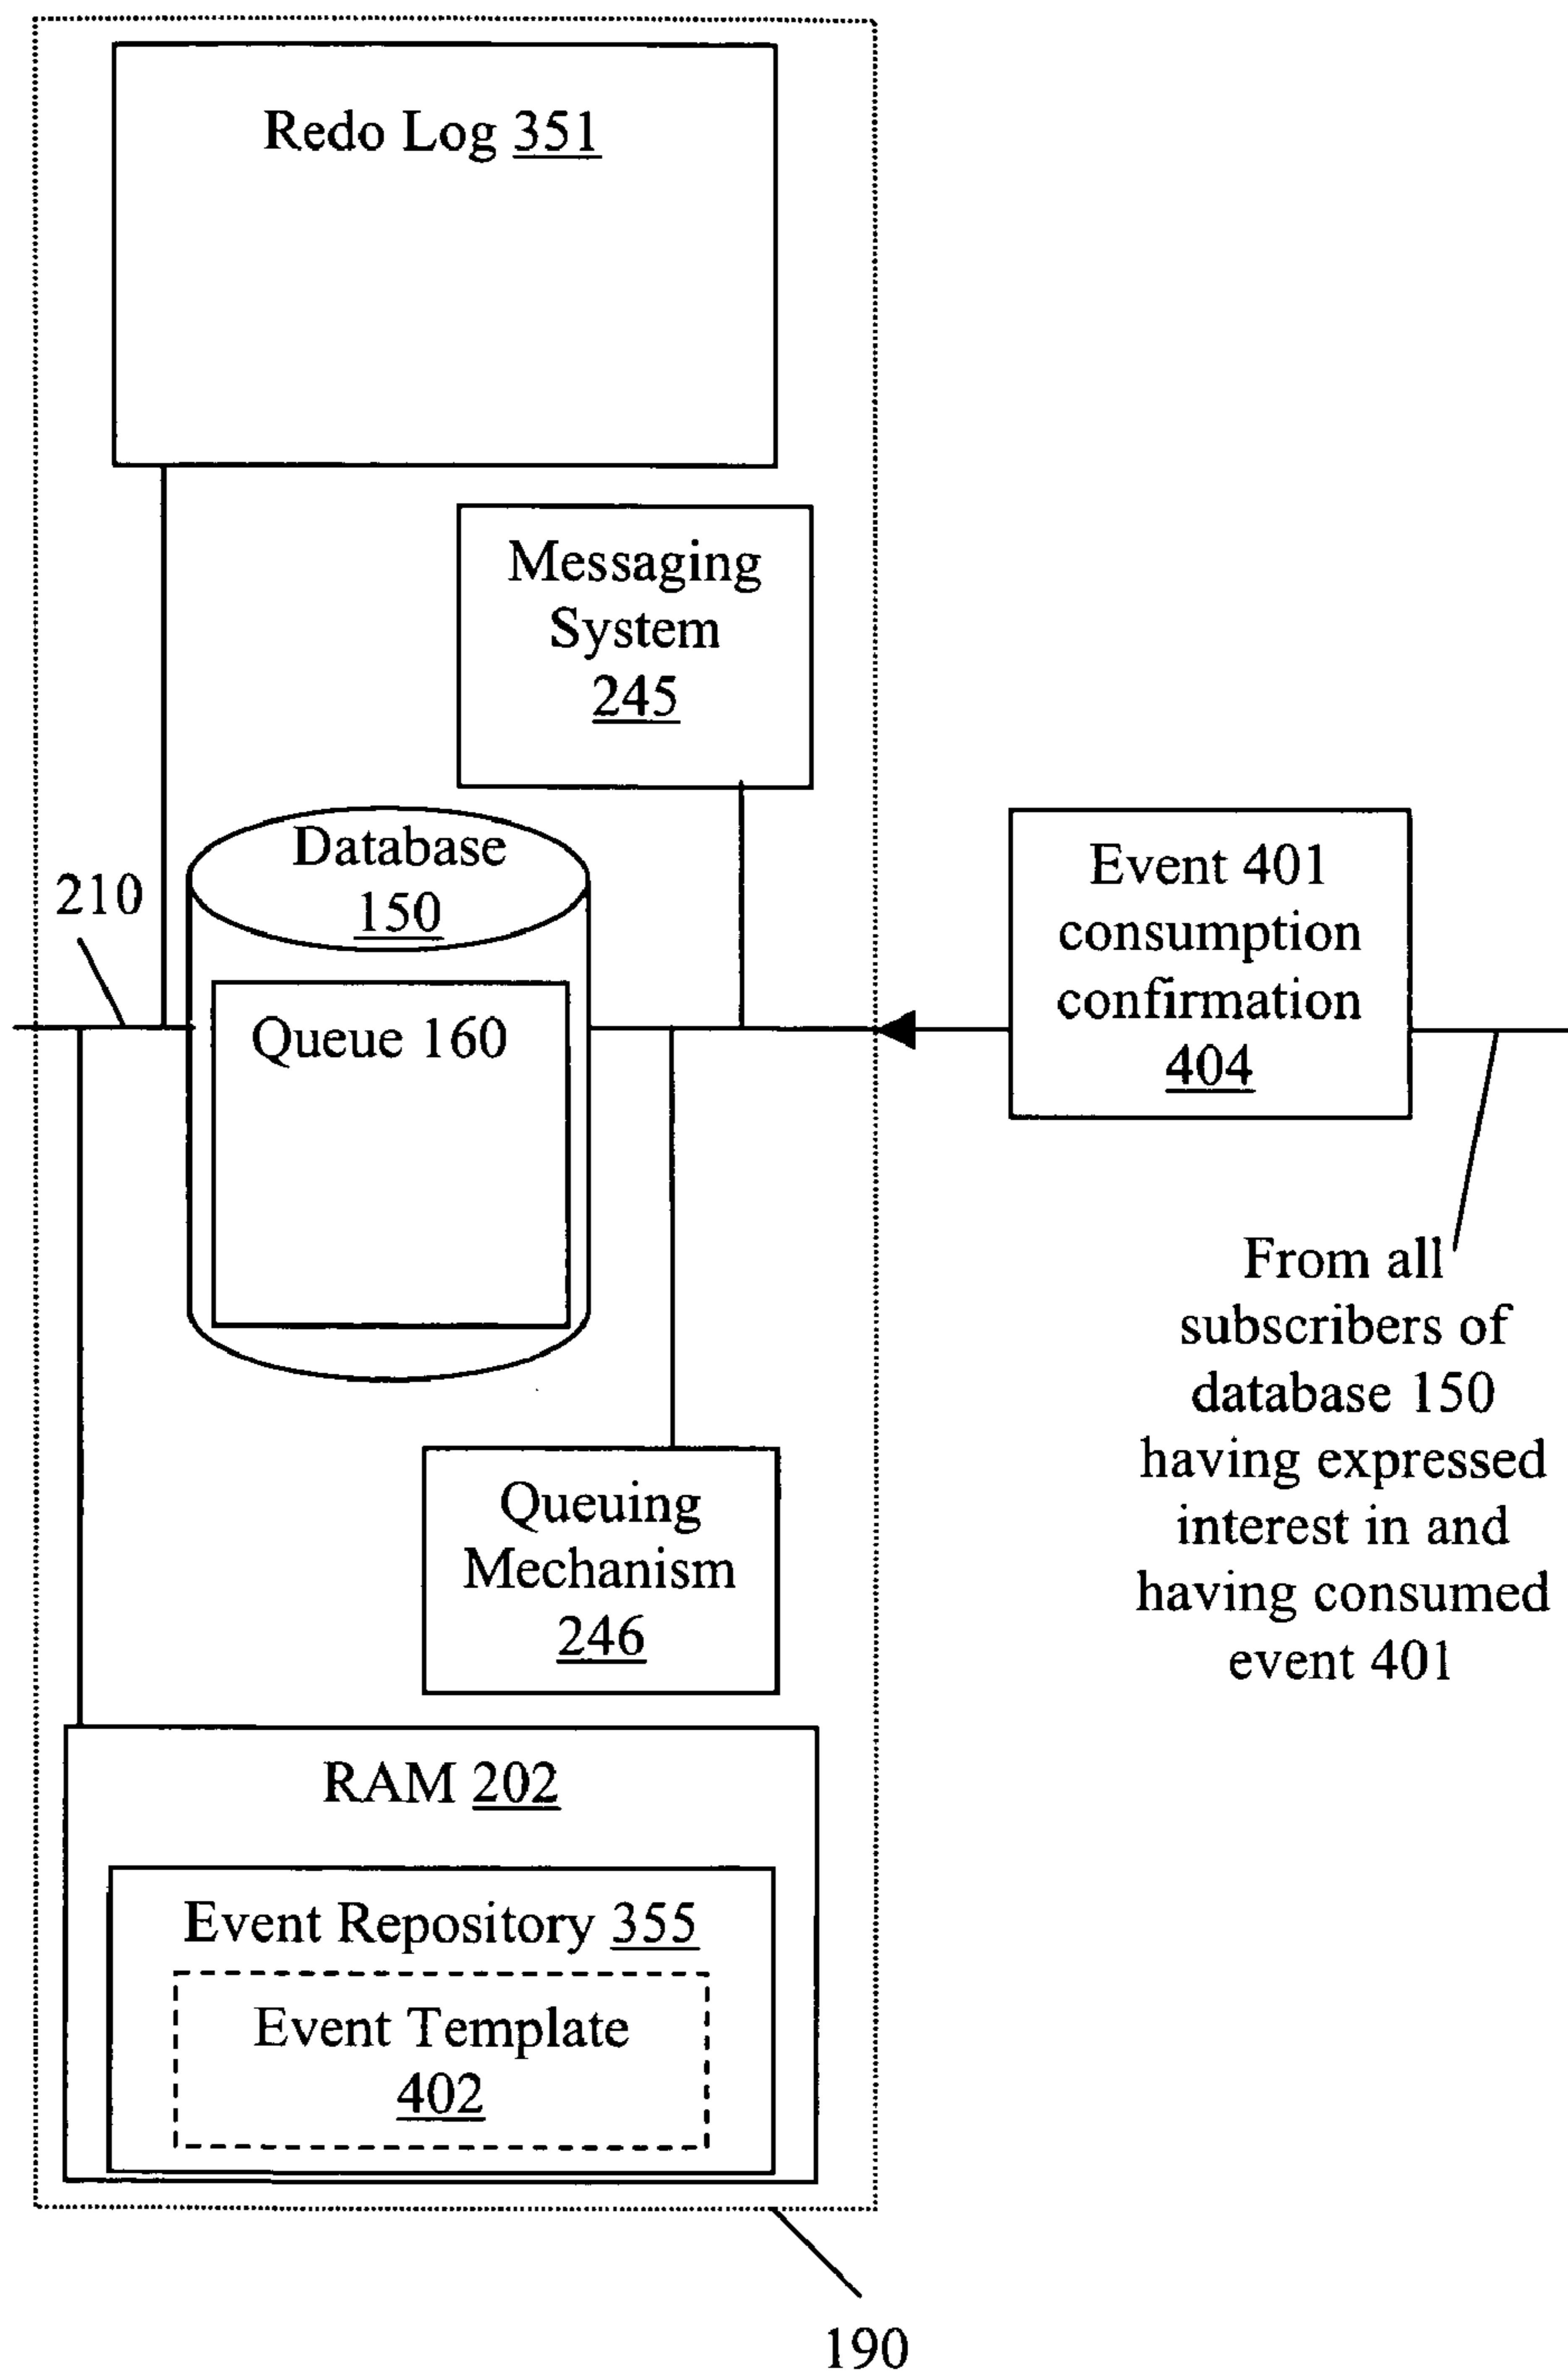 Redo Log 351
Messaging
System
245
Database
150
210
Queue 160
Event 401
consumption
confirmation
404
From all
subscribers of
database 150
having expressed
interest in and
having consumed
event 401
Queuing
Mechanism
246
RAM 202
Event Repository 355
Event Template
402
190